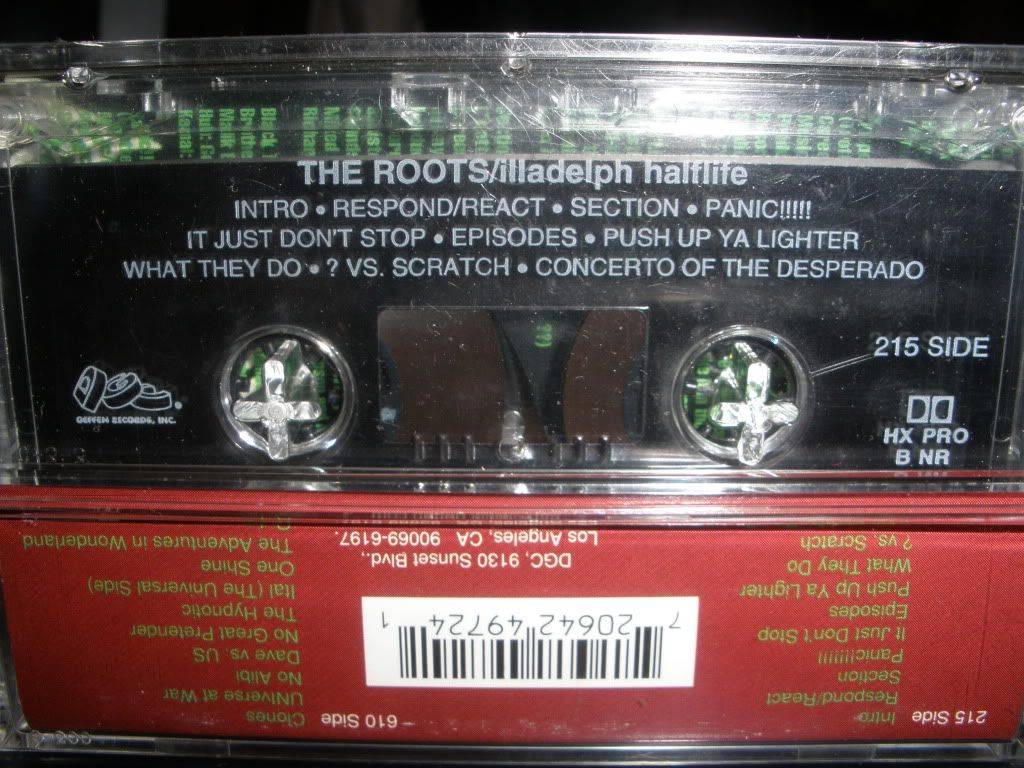 THE ROOTS/illadelph halflife
INTRO • RESPOND/REACT • SECTION • PANIC!!!!!
IT JUST DON'T STOP • EPISODES • PUSH UP YA LIGHTER
WHAT THEY DO • ? VS. SCRATCH • CONCERTO OF THE DESPERADO
215 SIDE
GEFFEN RECORDS, INC.
HX PRO
B NR
215 Side
Intro
Respond/React
Section
Panic!!!!!!
It Just Don't Stop
Episodes
Push Up Ya Lighter
What They Do
? vs. Scratch
7 20642 49724 1
DGC, 9130 Sunset Blvd.,
Los Angeles, CA 90069-6197.
610 Side
Clones
UNIverse at War
No Alibi
Dave vs. US
No Great Pretender
The Hypnotic
Ital (The Universal Side)
One Shine
The Adventures in Wonderland